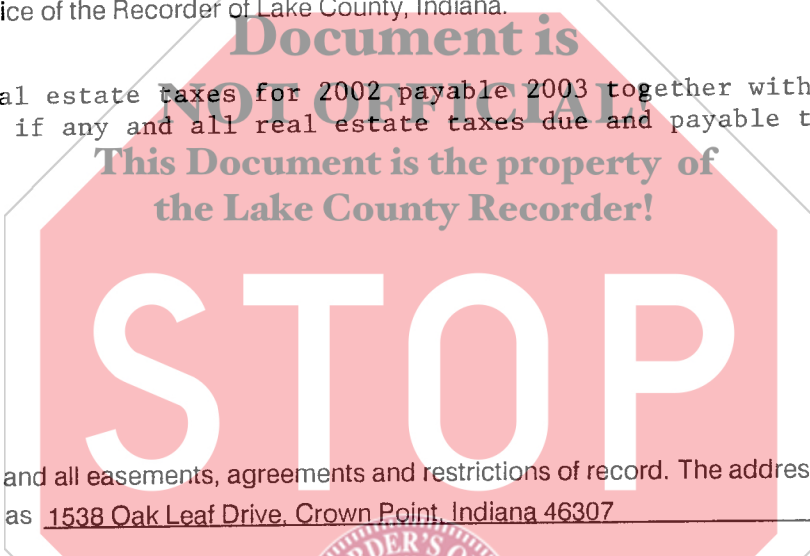 ice of the Recorder of Lake County, Indiana.
Document is
al estate taxes for 2002 payable 2003 together with
NOT OFFICIAL!
if any and all real estate taxes due and payable t
This Document is the property of
the Lake County Recorder!
STOP
and all easements, agreements and restrictions of record. The addres
as 1538 Oak Leaf Drive, Crown Point, Indiana 46307
RDER'S O